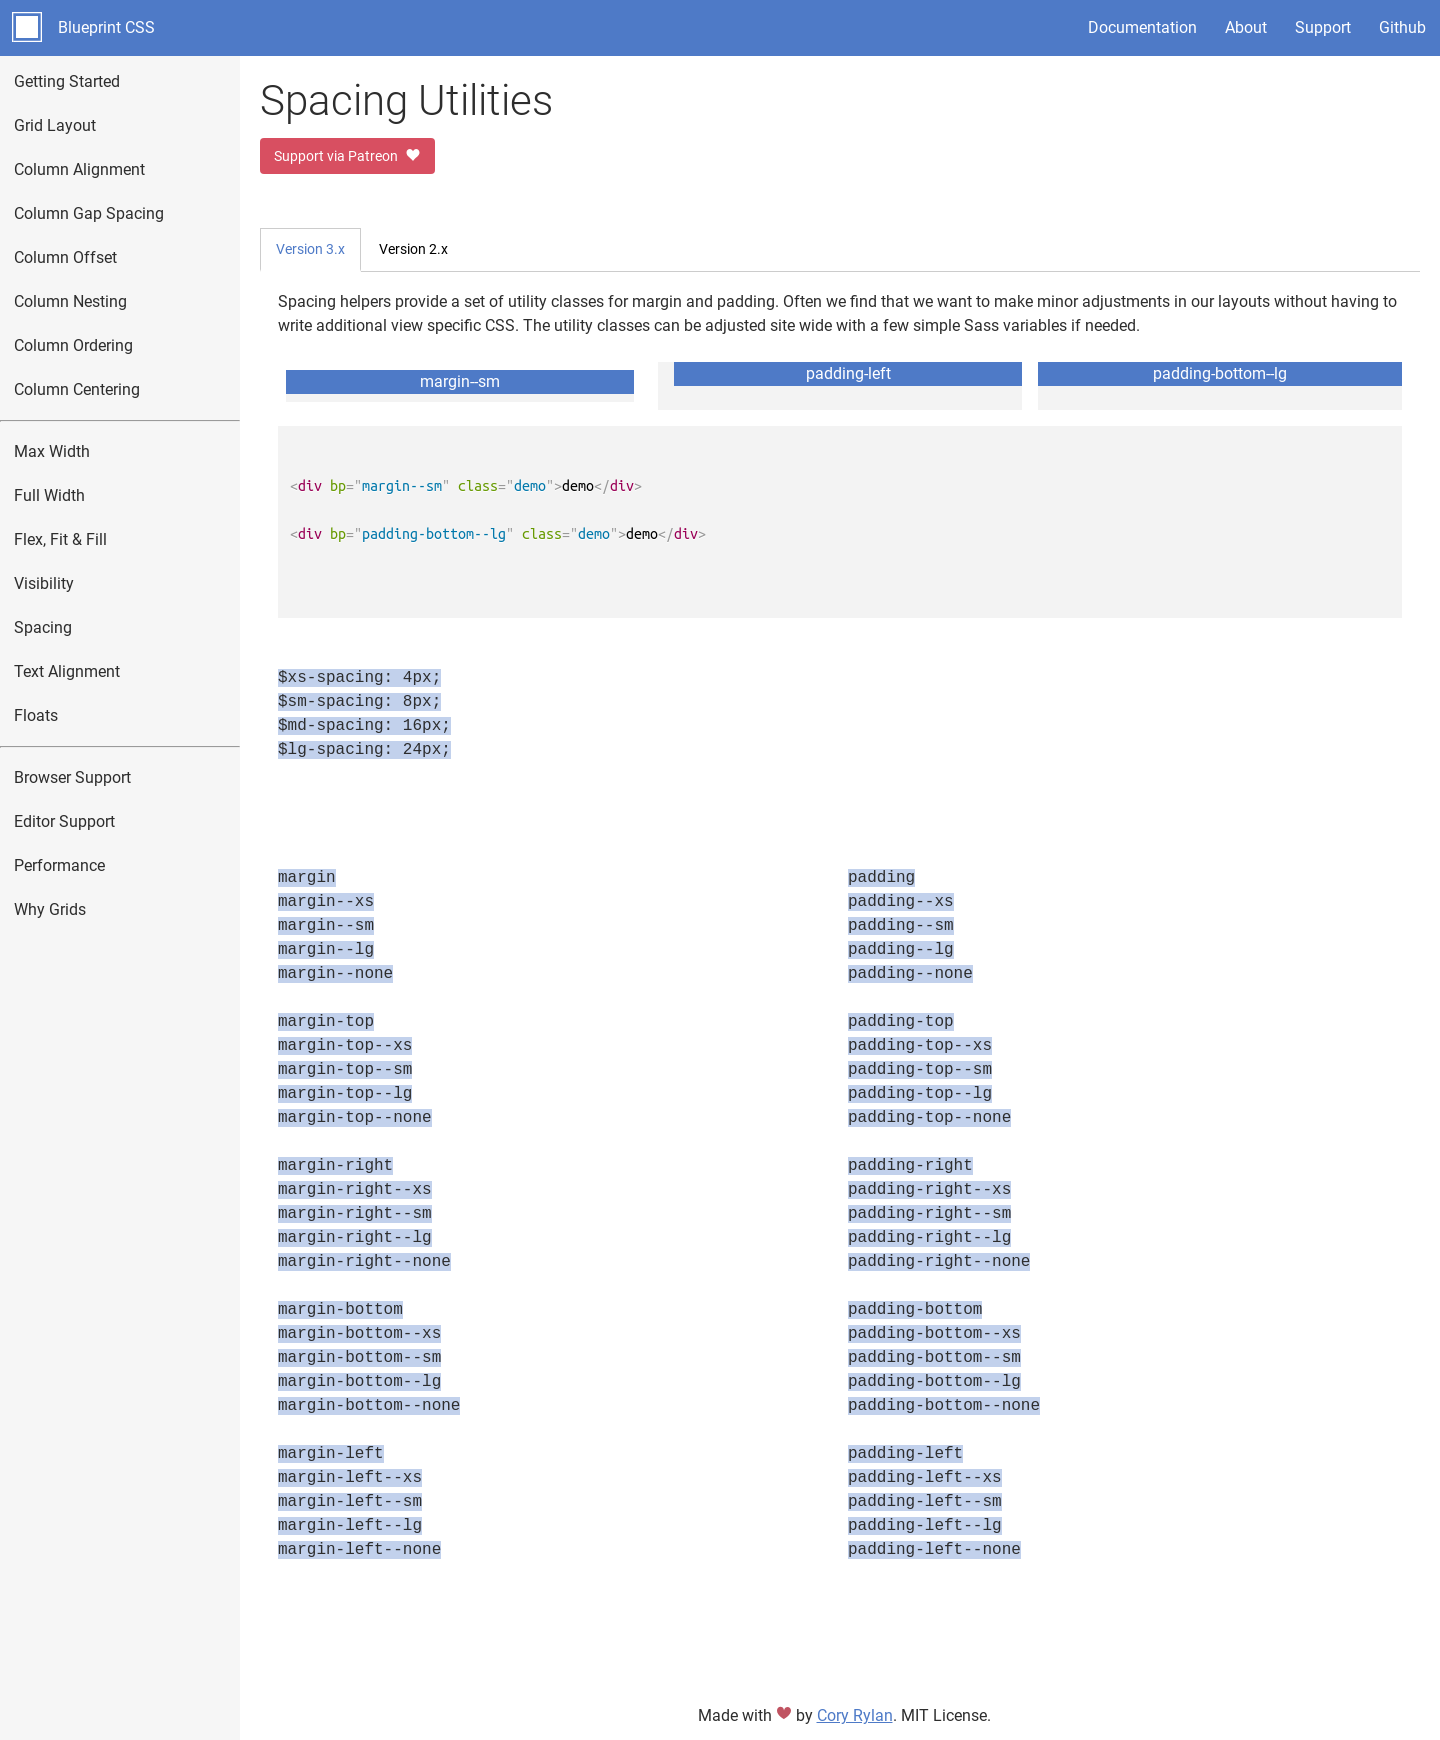 Blueprint CSS
Documentation
About
Support
Github
Getting Started
Grid Layout
Column Alignment
Column Gap Spacing
Column Offset
Column Nesting
Column Ordering
Column Centering
Max Width
Full Width
Flex, Fit & Fill
Visibility
Spacing
Text Alignment
Floats
Browser Support
Editor Support
Performance
Why Grids
Spacing Utilities
Support via Patreon
Version 3.x
Version 2.x
Spacing helpers provide a set of utility classes for margin and padding. Often we find that we want to make minor adjustments in our layouts without having to
write additional view specific CSS. The utility classes can be adjusted site wide with a few simple Sass variables if needed.
margin–sm
padding-left
padding-bottom–lg
<div bp="margin--sm" class="demo">demo</div>
<div bp="padding-bottom--lg" class="demo">demo</div>
$xs-spacing: 4px;
$sm-spacing: 8px;
$md-spacing: 16px;
$lg-spacing: 24px;
margin
margin--xs
margin--sm
margin--lg
margin--none
margin-top
margin-top--xs
margin-top--sm
margin-top--lg
margin-top--none
margin-right
margin-right--xs
margin-right--sm
margin-right--lg
margin-right--none
margin-bottom
margin-bottom--xs
margin-bottom--sm
margin-bottom--lg
margin-bottom--none
margin-left
margin-left--xs
margin-left--sm
margin-left--lg
margin-left--none
padding
padding--xs
padding--sm
padding--lg
padding--none
padding-top
padding-top--xs
padding-top--sm
padding-top--lg
padding-top--none
padding-right
padding-right--xs
padding-right--sm
padding-right--lg
padding-right--none
padding-bottom
padding-bottom--xs
padding-bottom--sm
padding-bottom--lg
padding-bottom--none
padding-left
padding-left--xs
padding-left--sm
padding-left--lg
padding-left--none
Made with ♥ by Cory Rylan. MIT License.